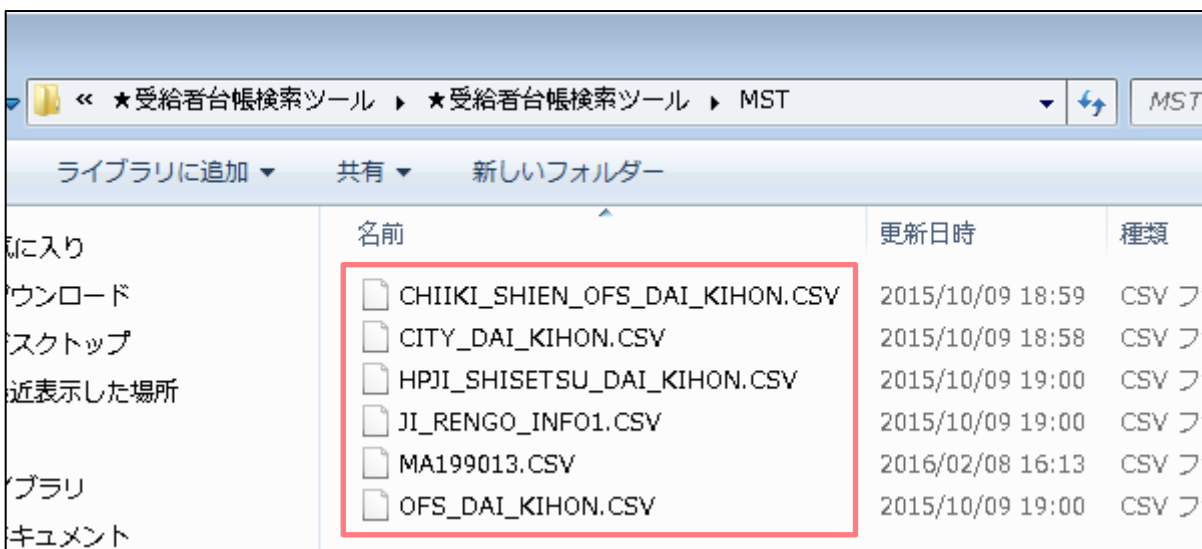 « ★受給者台帳検索ツール ▶ ★受給者台帳検索ツール ▶ MST MST
ライブラリに追加 ▼ 共有 ▼ 新しいフォルダー
名前 更新日時 種類
に入り
ウンロード
スクトップ
近表示した場所
ブラリ
キュメント
CHIIKI_SHIEN_OFS_DAI_KIHON.CSV 2015/10/09 18:59 CSV フ
CITY_DAI_KIHON.CSV 2015/10/09 18:58 CSV フ
HPJI_SHISETSU_DAI_KIHON.CSV 2015/10/09 19:00 CSV フ
JI_RENGO_INFO1.CSV 2015/10/09 19:00 CSV フ
MA199013.CSV 2016/02/08 16:13 CSV フ
OFS_DAI_KIHON.CSV 2015/10/09 19:00 CSV フ